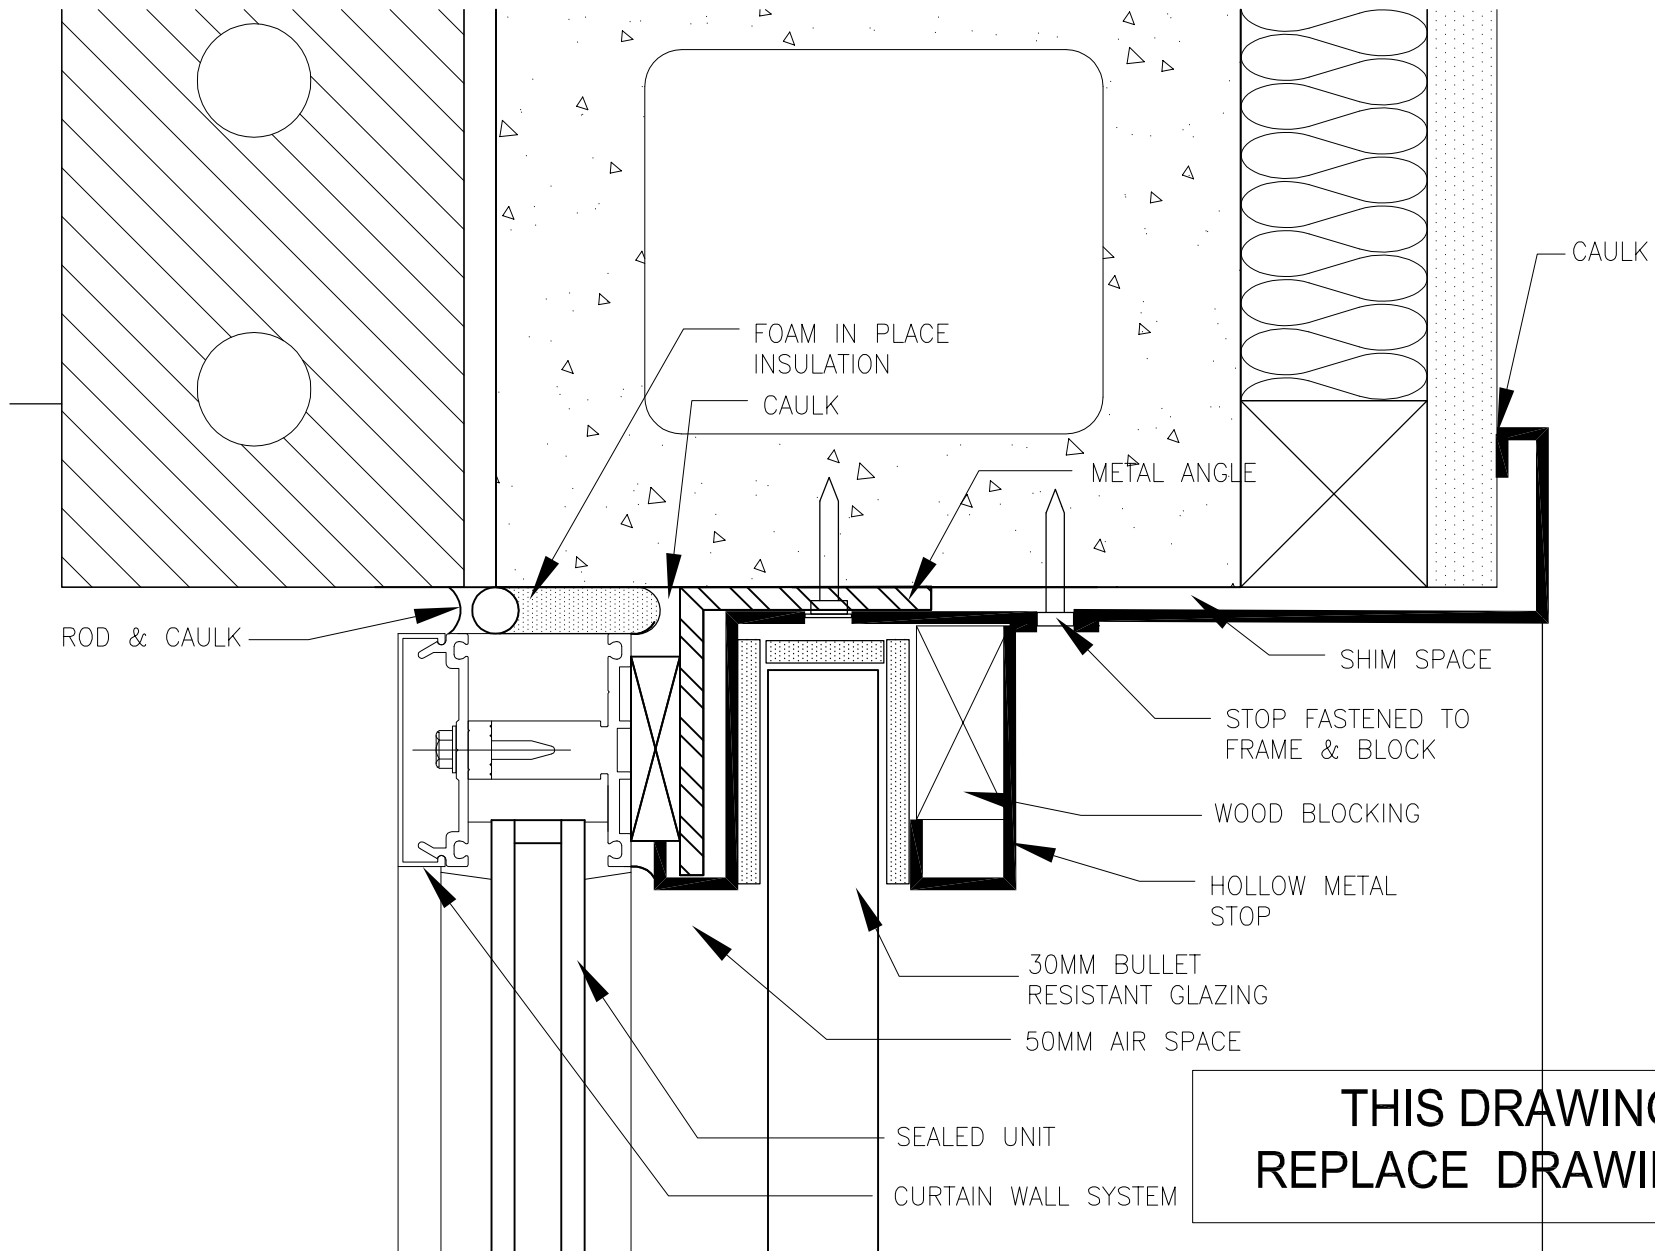 CAULK
FOAM IN PLACE
INSULATION
CAULK
METAL ANGLE
ROD & CAULK
SHIM SPACE
STOP FASTENED TO
FRAME & BLOCK
WOOD BLOCKING
HOLLOW METAL
STOP
30MM BULLET
RESISTANT GLAZING
50MM AIR SPACE
SEALED UNIT
CURTAIN WALL SYSTEM
THIS DRAWING
REPLACE DRAWI